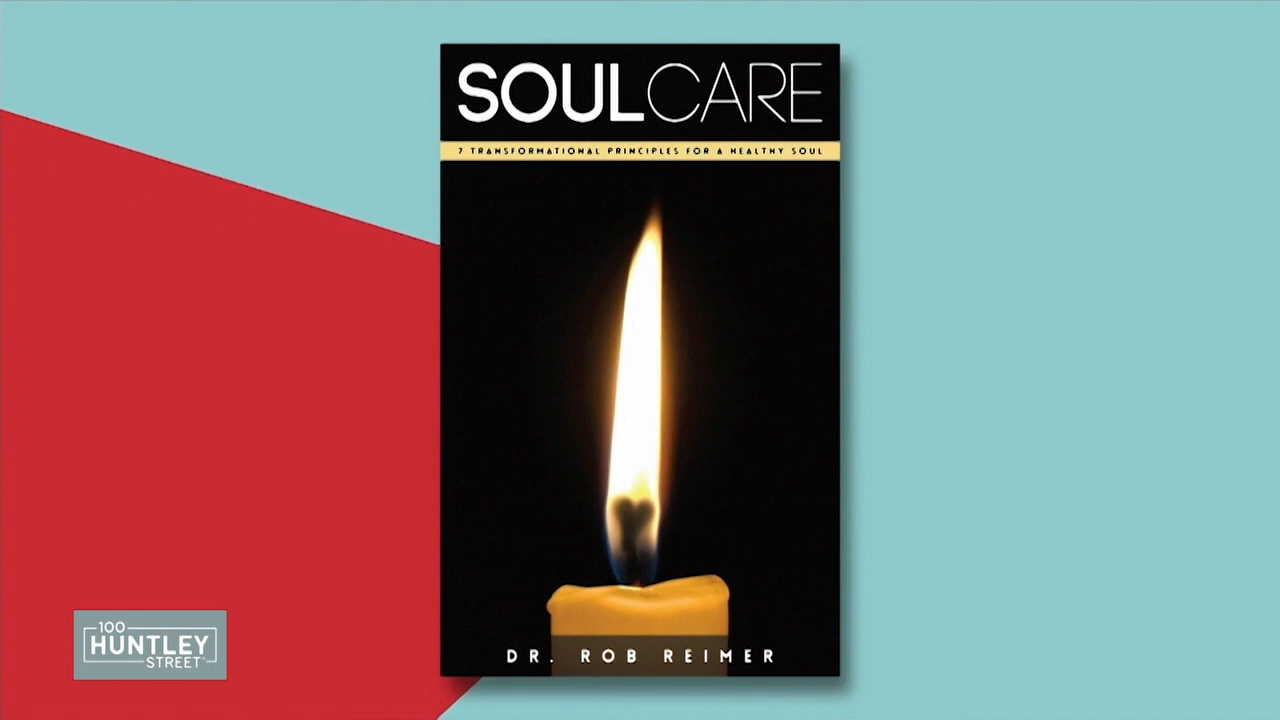 SOULCARE
7 TRANSFORMATIONAL PRINCIPLES FOR A HEALTHY SOUL
DR. ROB REIMER
100
HUNTLEY
STREET